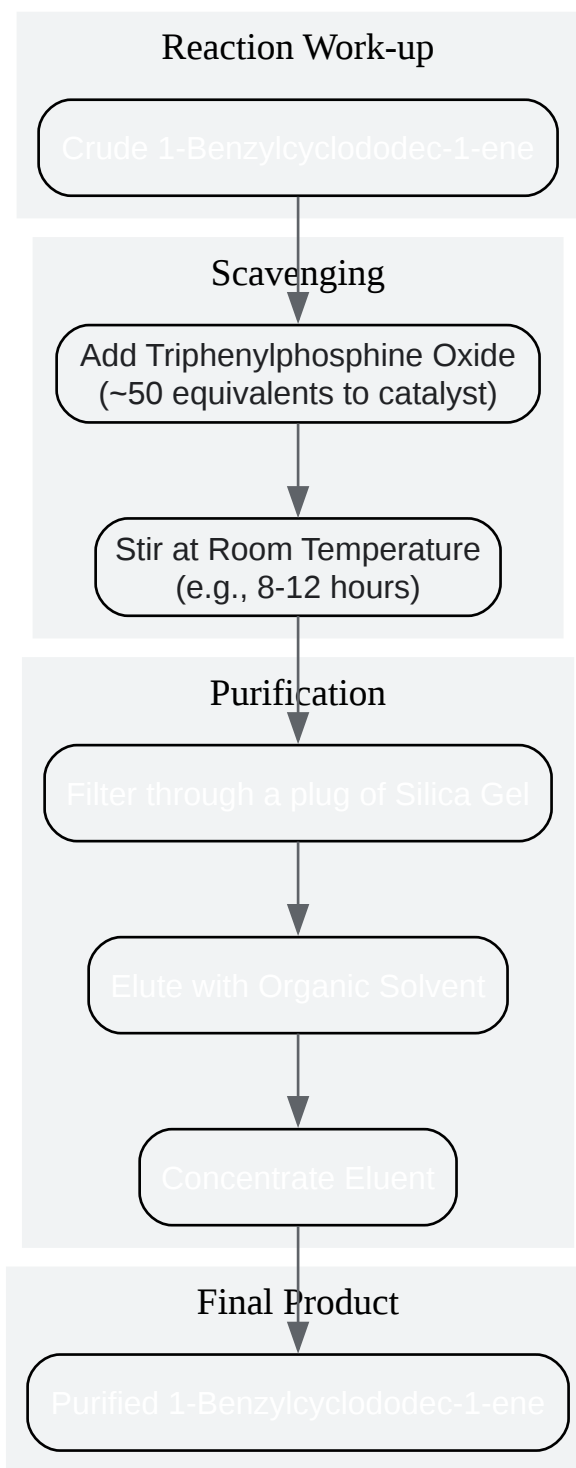 Reaction Work-up
Crude 1-Benzylcyclododec-1-ene
Scavenging
Add Triphenylphosphine Oxide
(~50 equivalents to catalyst)
Stir at Room Temperature
(e.g., 8-12 hours)
Purification
Filter through a plug of Silica Gel
Elute with Organic Solvent
Concentrate Eluent
Final Product
Purified 1-Benzylcyclododec-1-ene